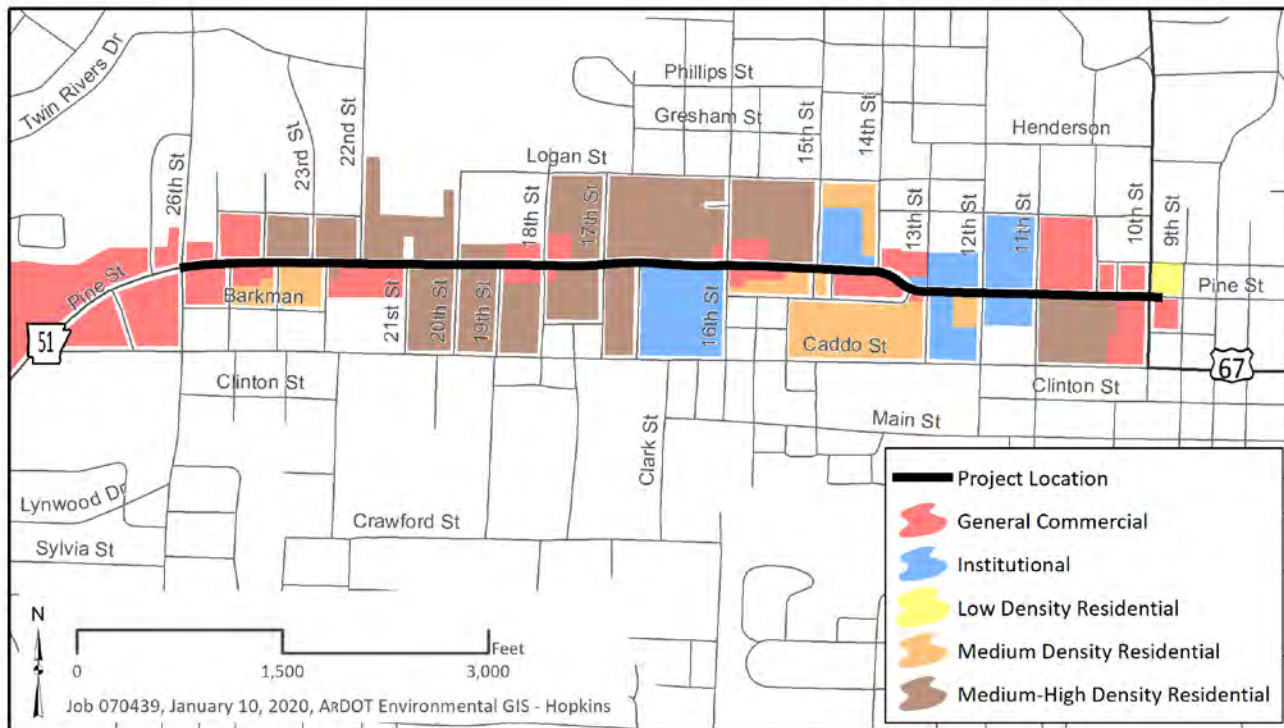 Twin Rivers Dr
Phillips St
Gresham St
Henderson
Logan St
26th St
23rd St
22nd St
18th St
17th St
15th St
14th St
13th St
12th St
11th St
10th St
9th St
Pine St
Pine St
51
Barkman
21st St
20th St
19th St
16th St
Caddo St
67
Clinton St
Clinton St
Main St
Clark St
Lynwood Dr
Crawford St
Sylvia St
Project Location
General Commercial
Institutional
Low Density Residential
Medium Density Residential
Medium-High Density Residential
N
Feet
0 1,500 3,000
Job 070439, January 10, 2020, ARDOT Environmental GIS - Hopkins